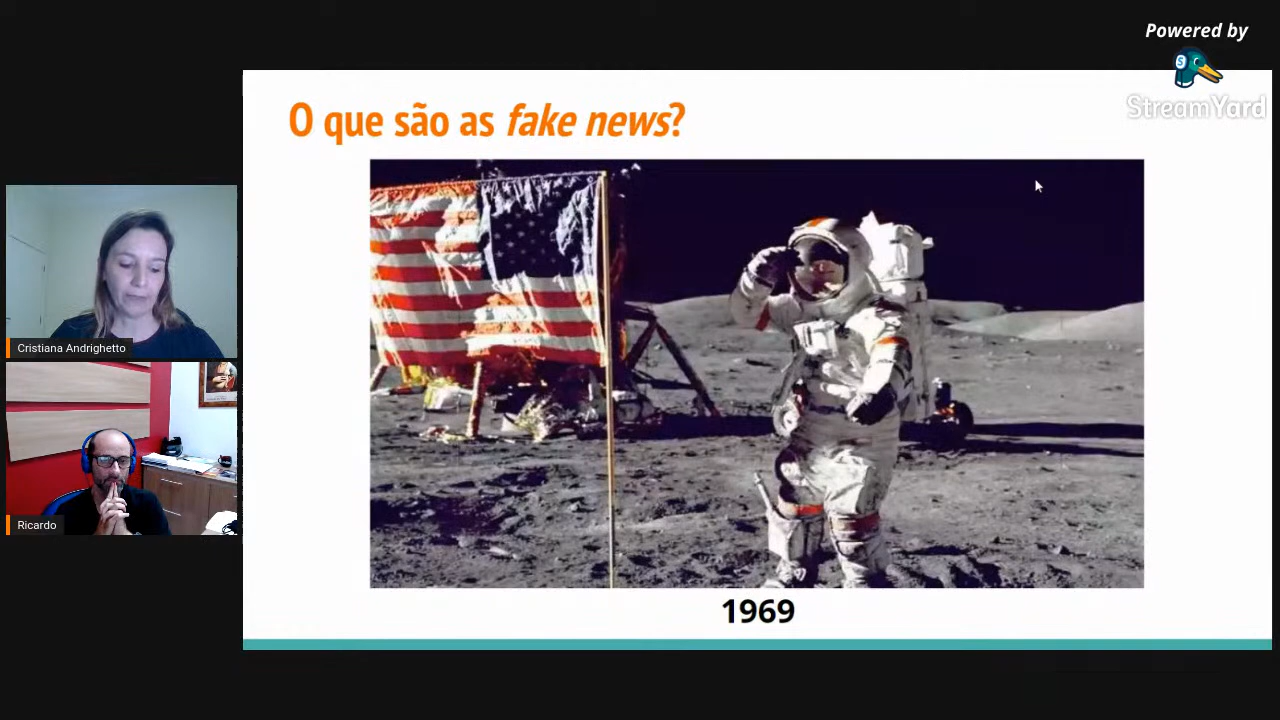 Powered by
S
StreamYard
O que são as fake news?
Cristiana Andrighetto
Ricardo
1969